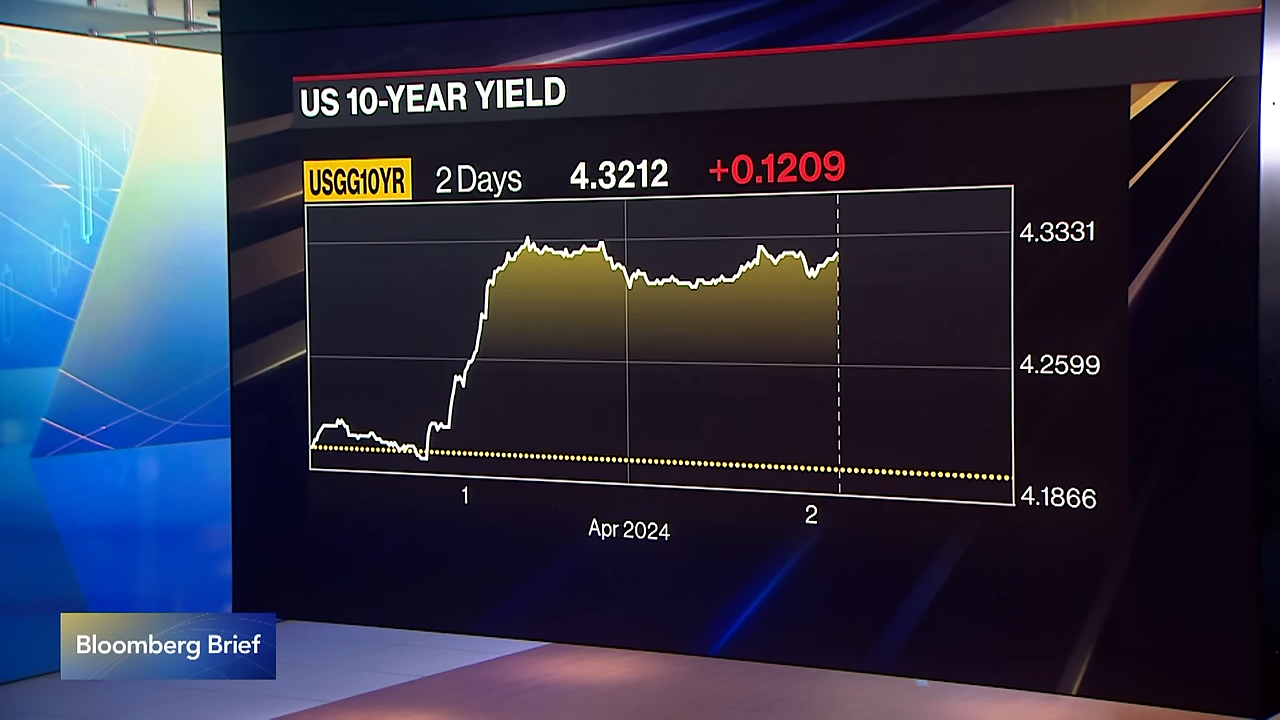 US 10-YEAR YIELD
USGG10YR 2 Days 4.3212 +0.1209
4.3331
4.2599
4.1866
1 2
Apr 2024
Bloomberg Brief